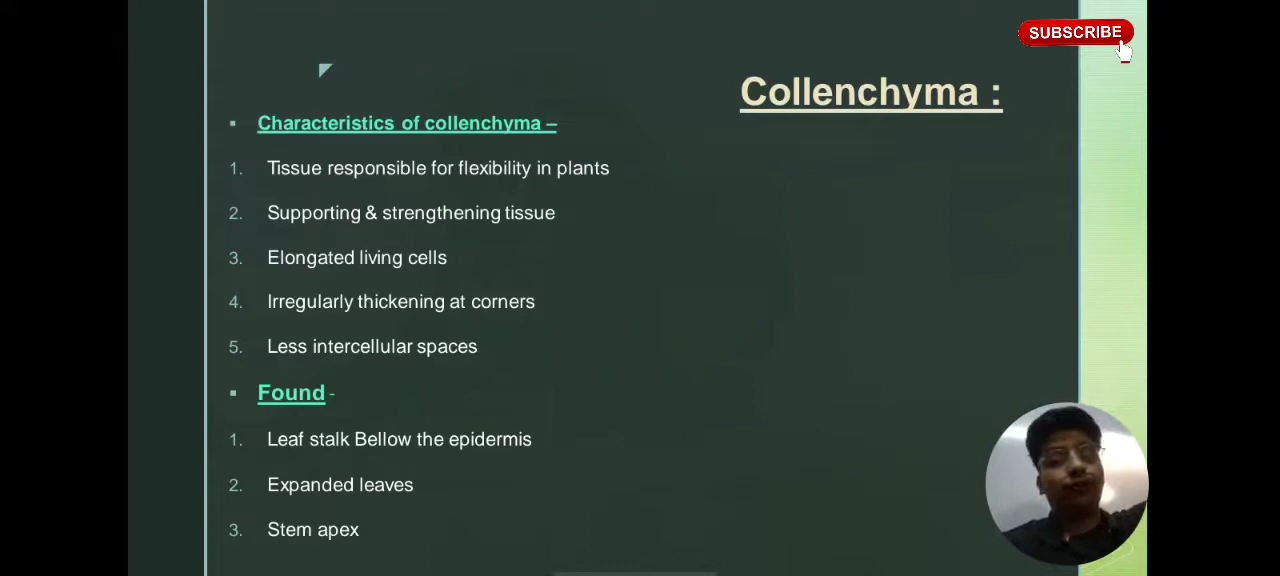 SUBSCRIBE
Collenchyma :
▪ Characteristics of collenchyma –
1. Tissue responsible for flexibility in plants
2. Supporting & strengthening tissue
3. Elongated living cells
4. Irregularly thickening at corners
5. Less intercellular spaces
▪ Found -
1. Leaf stalk Bellow the epidermis
2. Expanded leaves
3. Stem apex